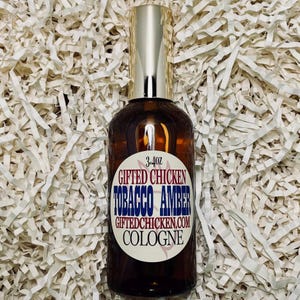 3.4OZ
GIFTED CHICKEN
TOBACCO AMBER
GIFTEDCHICKEN.COM
COLOGNE